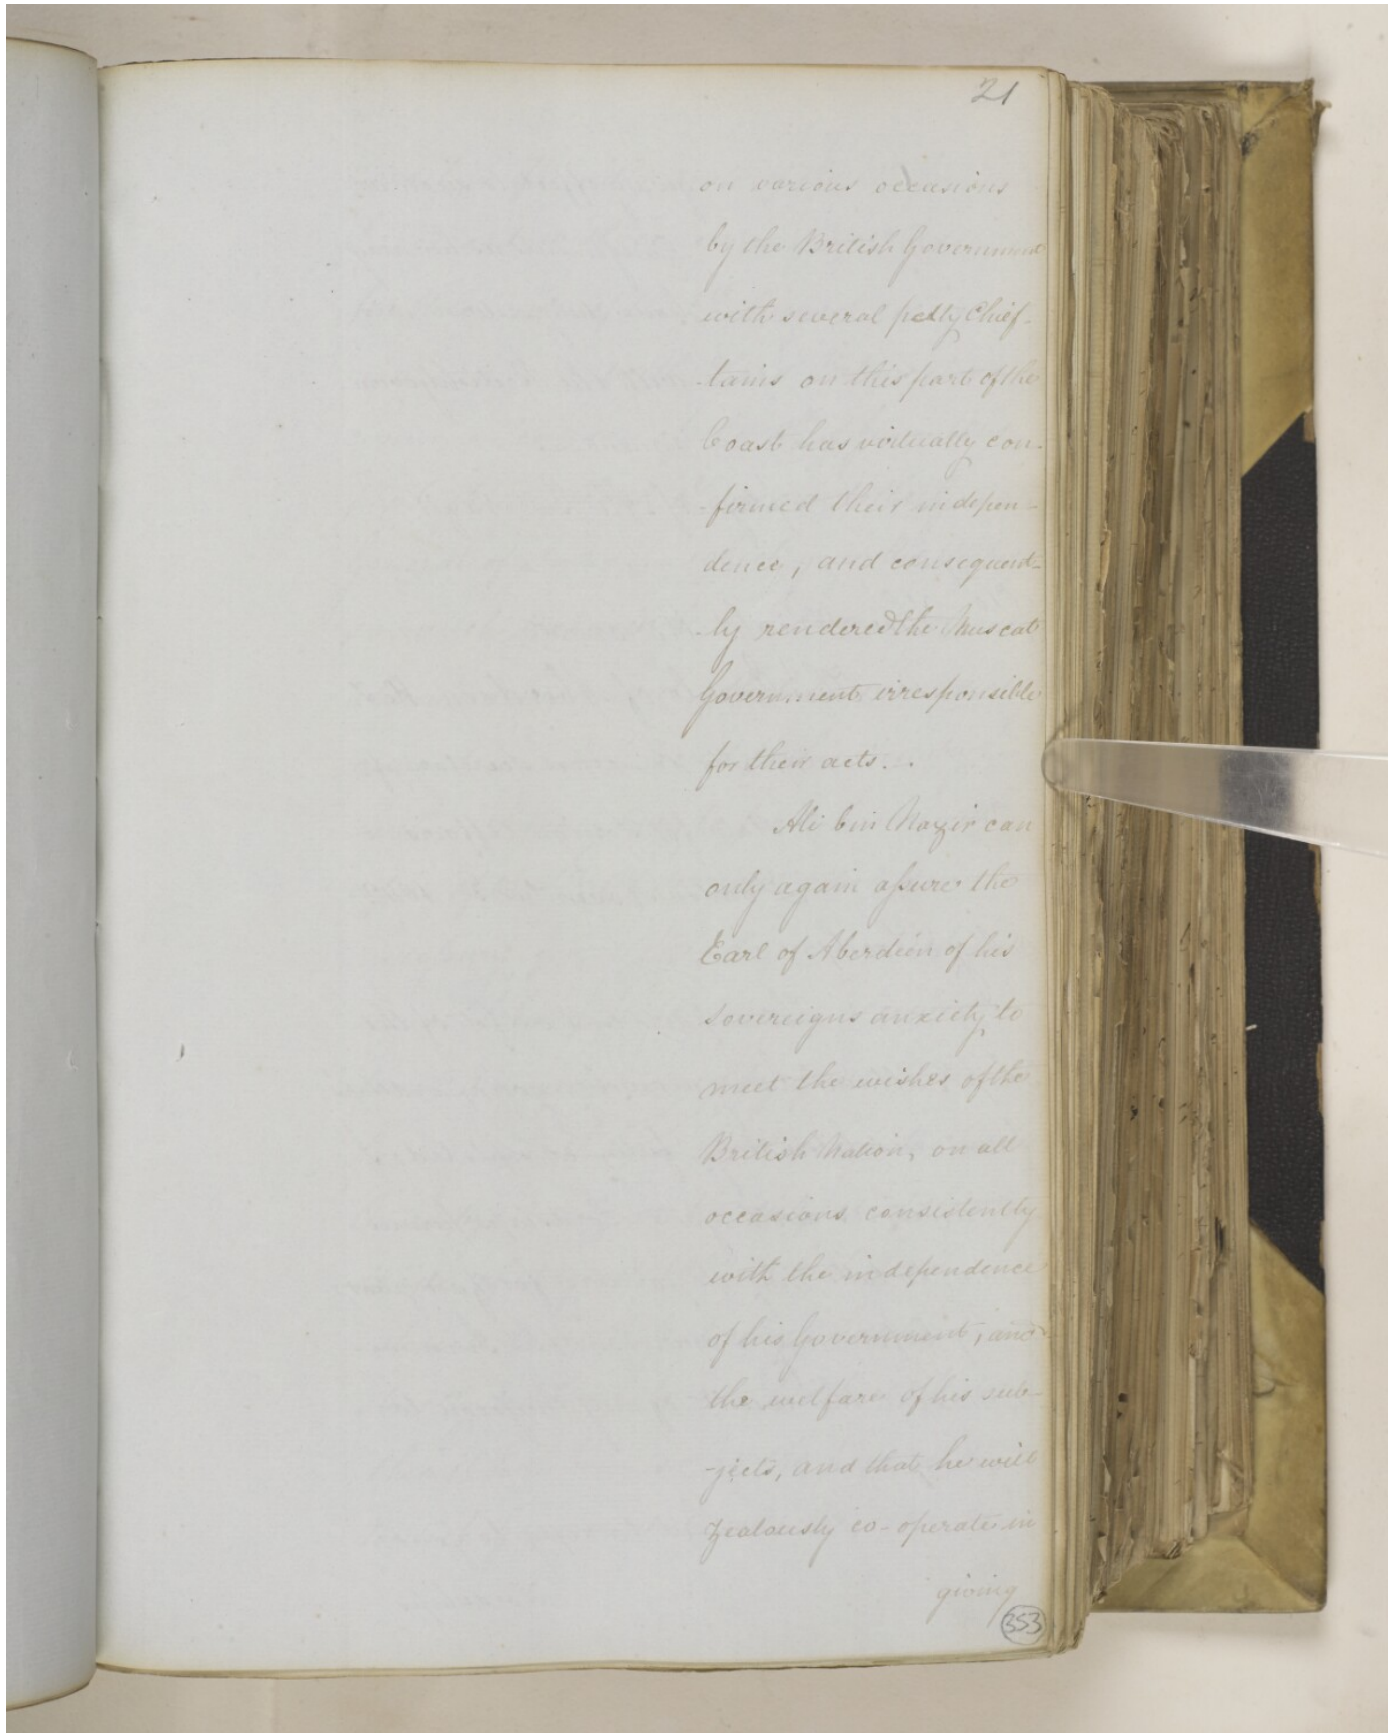 21
on various occasions
by the British Government
with several petty Chief-
-tains on this part of the
Coast has virtually con-
-firmed their indepen-
dence, and consequent-
-ly rendered the Muscat
Government irresponsible
for their acts. .
Ali bin Nazir can
only again assure the
Earl of Aberdeen of his
sovereigns anxiety to
meet the wishes of the
British Nation, on all
occasions consistently
with the independence
of his Government, and
the welfare of his sub-
-jects, and that he will
zealously co-operate in
giving
353